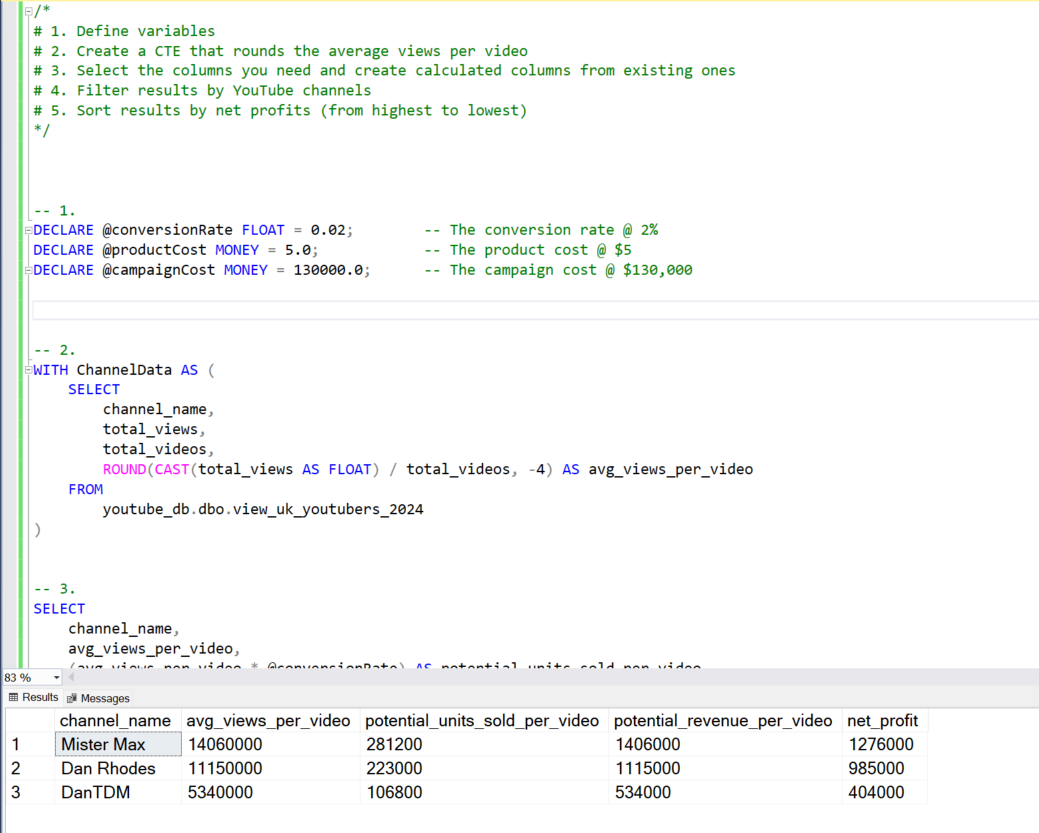 /*
# 1. Define variables
# 2. Create a CTE that rounds the average views per video
# 3. Select the columns you need and create calculated columns from existing ones
# 4. Filter results by YouTube channels
# 5. Sort results by net profits (from highest to lowest)
*/
-- 1.
DECLARE @conversionRate FLOAT = 0.02; -- The conversion rate @ 2%
DECLARE @productCost MONEY = 5.0; -- The product cost @ $5
DECLARE @campaignCost MONEY = 130000.0; -- The campaign cost @ $130,000
-- 2.
WITH ChannelData AS (
SELECT
channel_name,
total_views,
total_videos,
ROUND(CAST(total_views AS FLOAT) / total_videos, -4) AS avg_views_per_video
FROM
youtube_db.dbo.view_uk_youtubers_2024
)
-- 3.
SELECT
channel_name,
avg_views_per_video,
(avg_views_per_video * @conversionRate) AS potential_units_sold_per_video
83 %
Results Messages
channel_name avg_views_per_video potential_units_sold_per_video potential_revenue_per_video net_profit
1 Mister Max 14060000 281200 1406000 1276000
2 Dan Rhodes 11150000 223000 1115000 985000
3 DanTDM 5340000 106800 534000 404000